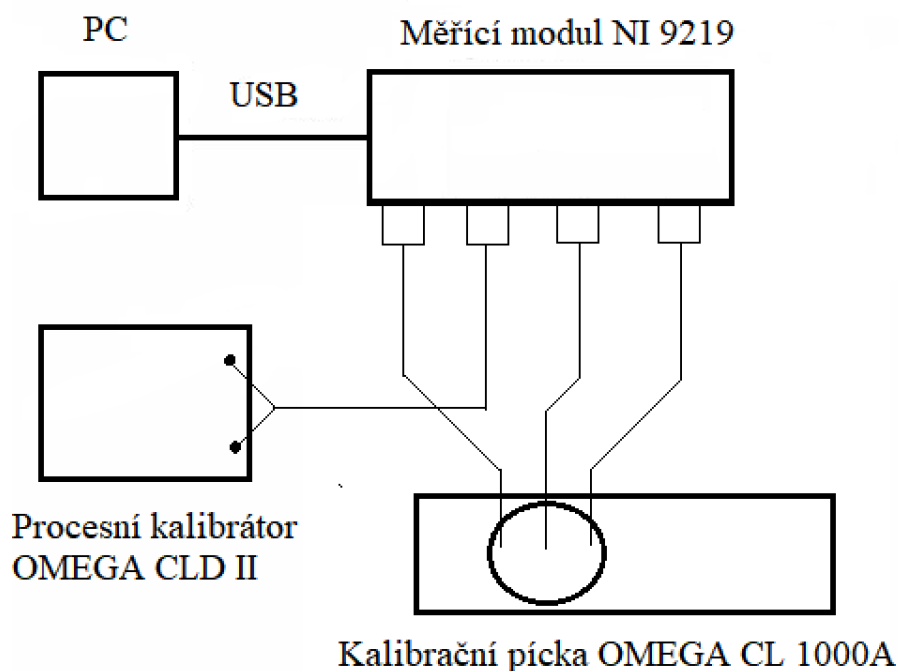 PC
Měřící modul NI 9219
USB
Procesní kalibrátor
OMEGA CLD II
Kalibrační pícka OMEGA CL 1000A